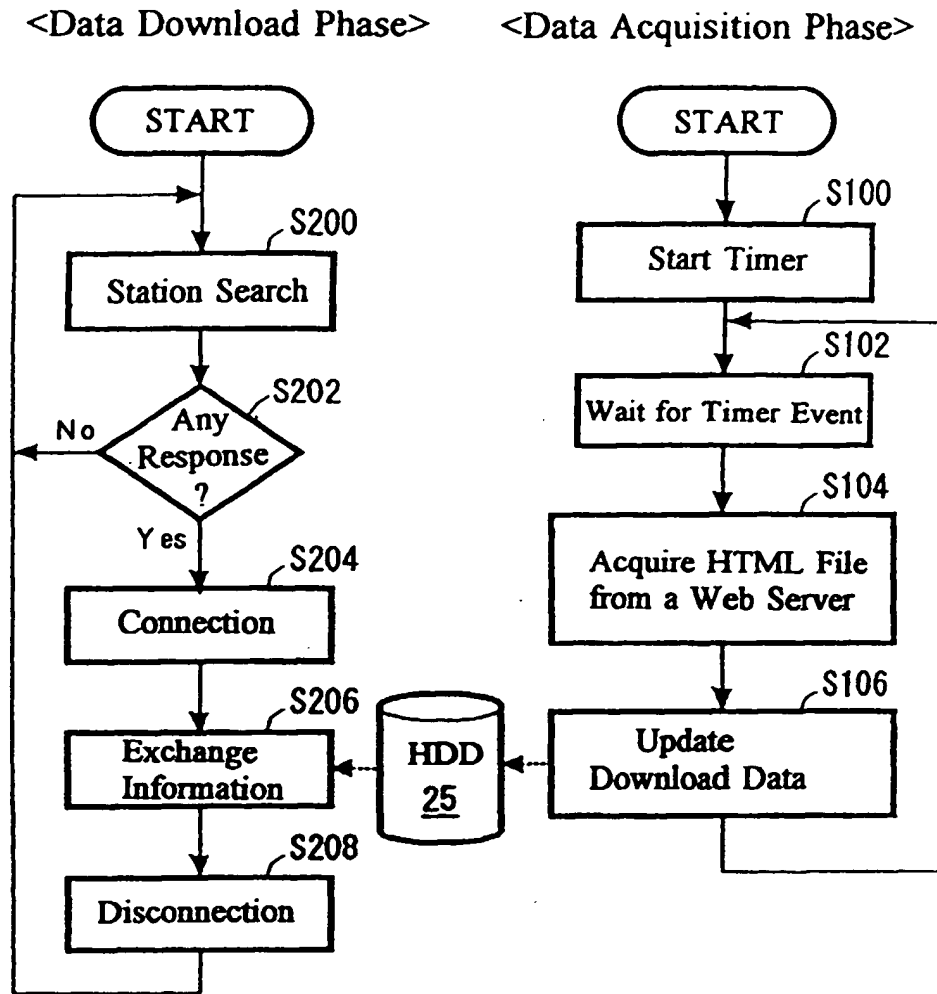 <Data Download Phase>
START
S200
Station Search
S202
Any
Response
?
No
Yes
S204
Connection
S206
Exchange
Information
S208
Disconnection
HDD
25
<Data Acquisition Phase>
START
S100
Start Timer
S102
Wait for Timer Event
S104
Acquire HTML File
from a Web Server
S106
Update
Download Data